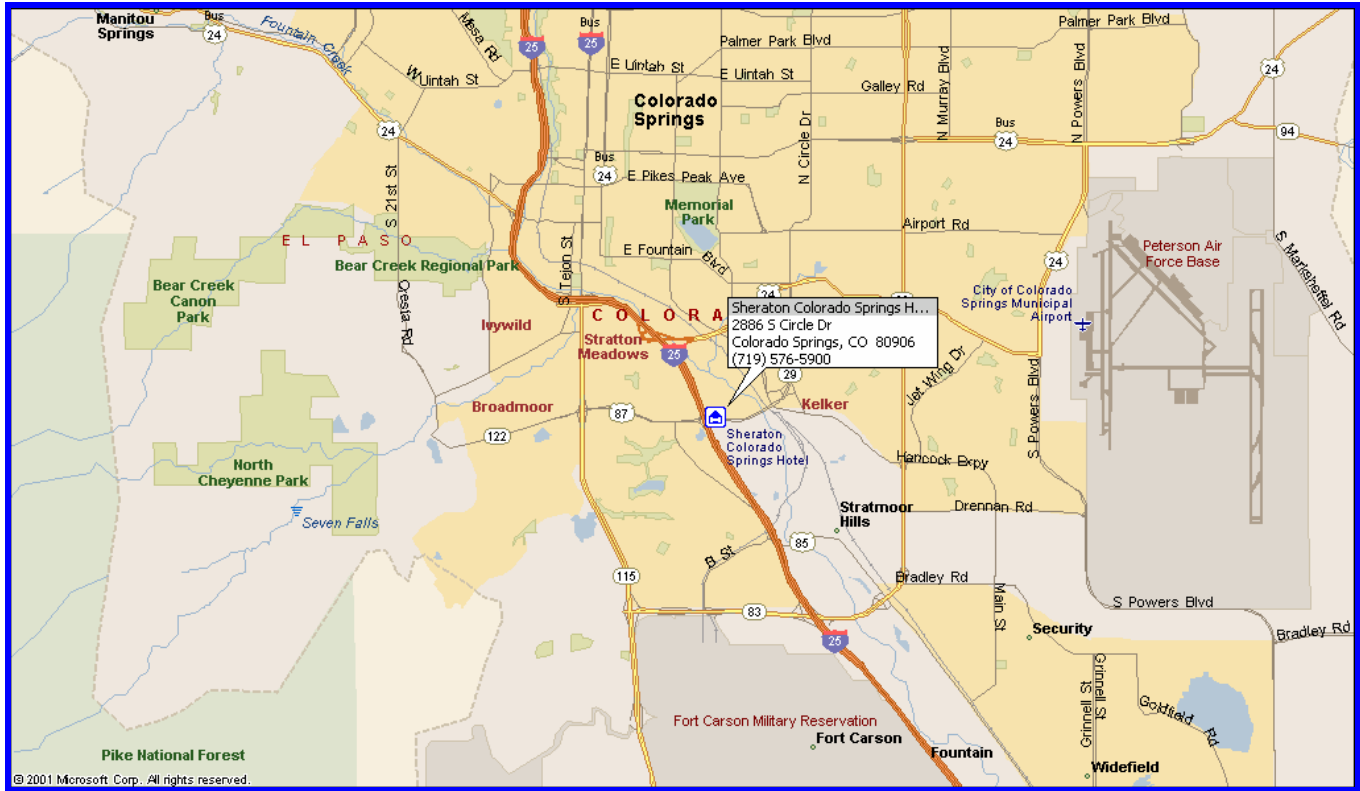 Manitou
Springs
Bus
24
Fountain Creek
Mesa Rd
25
Bus
25
Palmer Park Blvd
Palmer Park Blvd
W Uintah St
E Uintah St
E Uintah St
Galley Rd
24
Colorado
Springs
N Circle Dr
N Murray Blvd
N Powers Blvd
24
Bus
24
94
Bus
24
S 21st St
E Pikes Peak Ave
Memorial
Park
Airport Rd
EL PASO
Bear Creek Regional Park
S Tejon St
E Fountain Blvd
24
Peterson Air
Force Base
S Marksheffel Rd
Bear Creek
Canon
Park
Cresta Rd
City of Colorado
Springs Municipal
Airport
24
Ivywild
COLORA
Sheraton Colorado Springs H...
2886 S Circle Dr
Colorado Springs, CO 80906
(719) 576-5900
Stratton
Meadows
25
29
Jet Wing Dr
S Powers Blvd
Broadmoor
87
Kelker
122
Sheraton
Colorado
Springs Hotel
Hancock Expy
North
Cheyenne Park
Seven Falls
Stratmoor
Hills
Drennan Rd
85
B St
115
Bradley Rd
Main St
83
S Powers Blvd
Security
Bradley Rd
25
Grinnell St
Grinnell St
Goldfield Rd
Fort Carson Military Reservation
Fort Carson
Fountain
Pike National Forest
Widefield
© 2001 Microsoft Corp. All rights reserved.